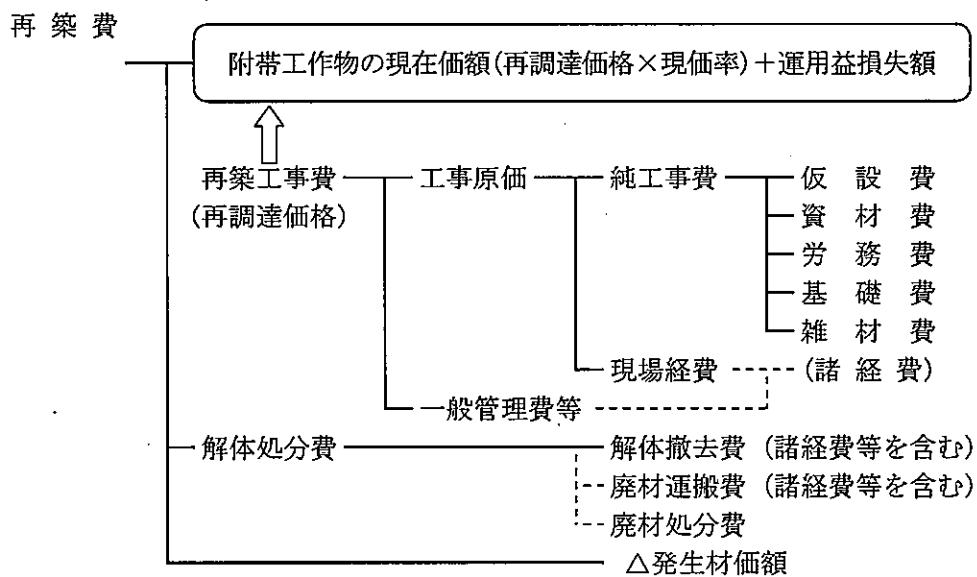 再築費
附帯工作物の現在価額(再調達価格×現価率)+運用益損失額
再築工事費 工事原価 純工事費 仮設費
(再調達価格) 資材費
労務費
基礎費
雑材費
現場経費 (諸経費)
一般管理費等
解体処分費 解体撤去費 (諸経費等を含む)
廃材運搬費 (諸経費等を含む)
廃材処分費
△発生材価額